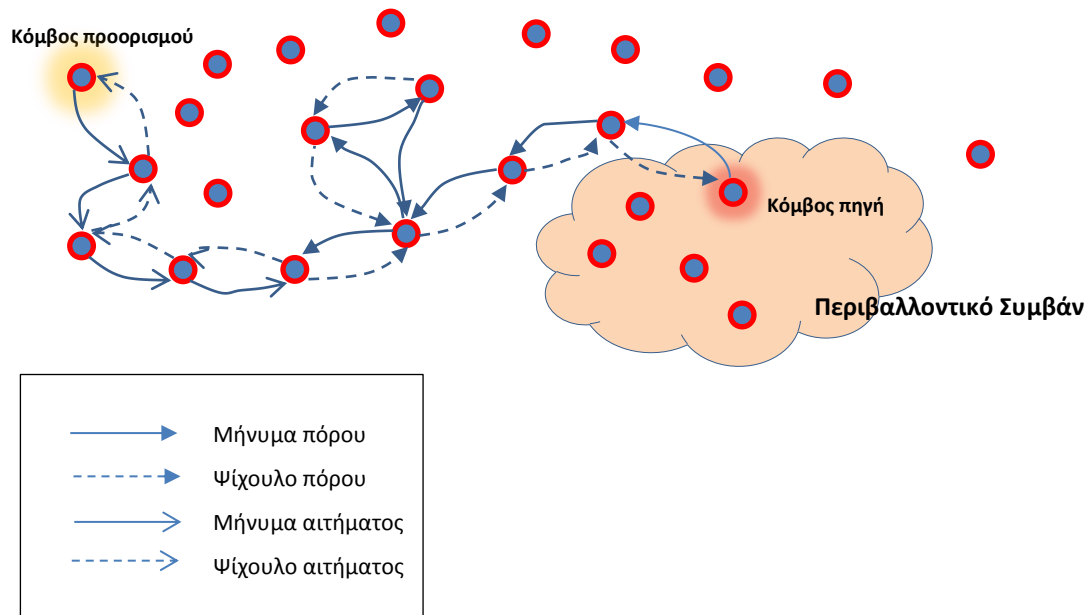 Κόμβος προορισμού
Κόμβος πηγή
Περιβαλλοντικό Συμβάν
Μήνυμα πόρου
Ψίχουλο πόρου
Μήνυμα αιτήματος
Ψίχουλο αιτήματος